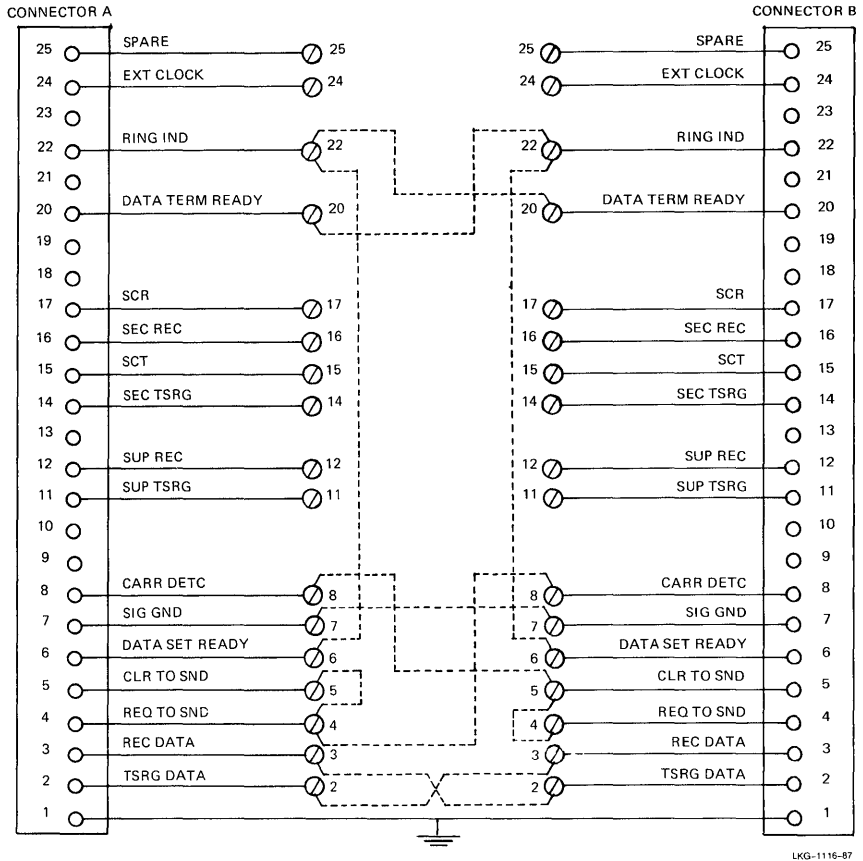 CONNECTOR A CONNECTOR B
25 SPARE 25 25 SPARE 25
24 EXT CLOCK 24 24 EXT CLOCK 24
23 23
22 RING IND 22 22 RING IND 22
21 21
20 DATA TERM READY 20 20 DATA TERM READY 20
19 19
18 18
17 SCR 17 17 SCR 17
16 SEC REC 16 16 SEC REC 16
15 SCT 15 15 SCT 15
14 SEC TSRG 14 14 SEC TSRG 14
13 13
12 SUP REC 12 12 SUP REC 12
11 SUP TSRG 11 11 SUP TSRG 11
10 10
9 9
8 CARR DETC 8 8 CARR DETC 8
7 SIG GND 7 7 SIG GND 7
6 DATA SET READY 6 6 DATA SET READY 6
5 CLR TO SND 5 5 CLR TO SND 5
4 REQ TO SND 4 4 REQ TO SND 4
3 REC DATA 3 3 REC DATA 3
2 TSRG DATA 2 2 TSRG DATA 2
1 1
LKG-1116-87